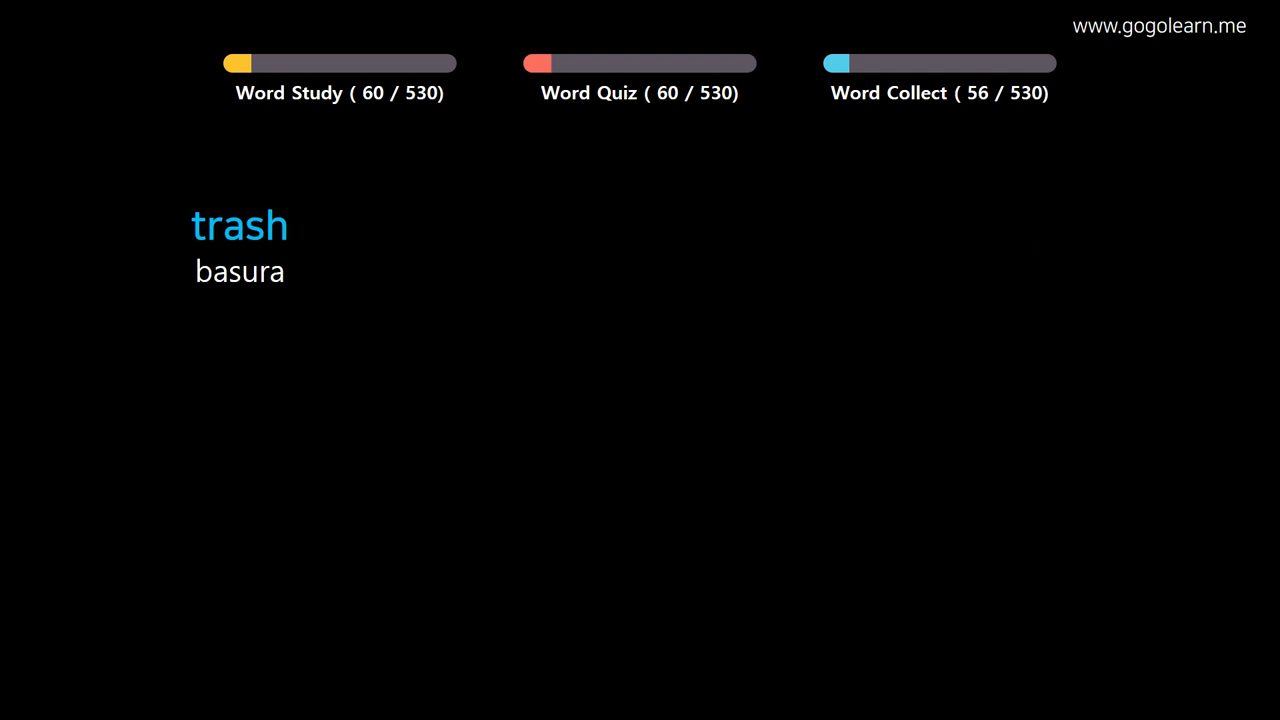 www.gogolearn.me
Word Study ( 60 / 530)
Word Quiz ( 60 / 530)
Word Collect ( 56 / 530)
trash
basura